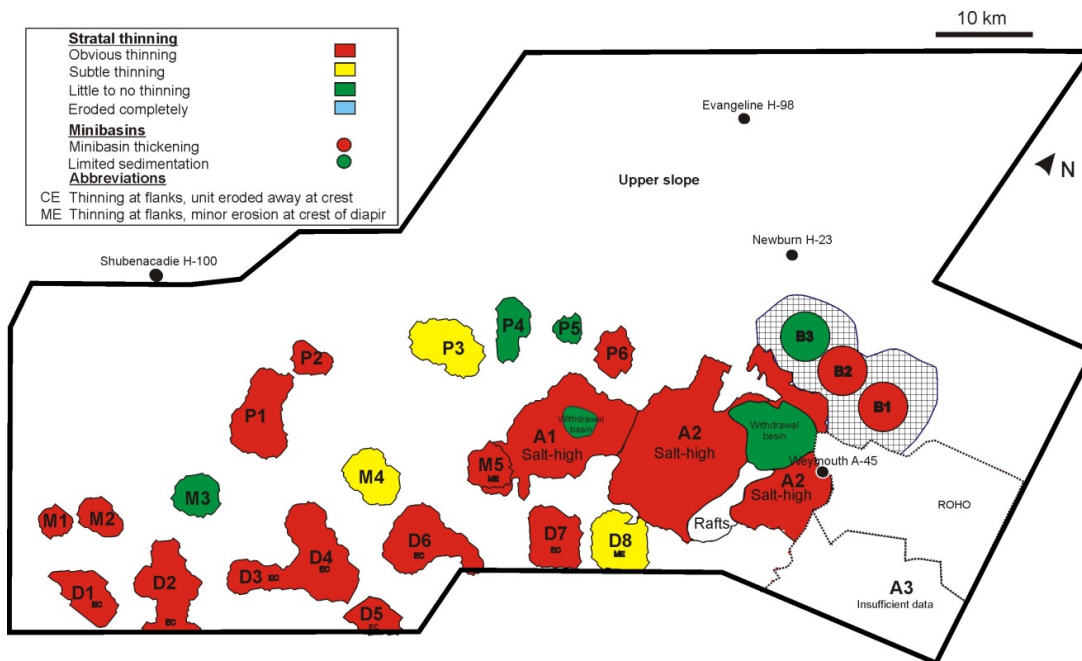 10 km
Stratal thinning
Obvious thinning
Subtle thinning
Little to no thinning
Eroded completely
Minibasins
Minibasin thickening
Limited sedimentation
Abbreviations
CE Thinning at flanks, unit eroded away at crest
ME Thinning at flanks, minor erosion at crest of diapir
Evangeline H-98
N
Upper slope
Newburn H-23
Shubenacadie H-100
P3
P4
P5
P6
P2
P1
B3
B2
B1
Withdrawal
basin
A1
Salt-high
A2
Salt-high
Withdrawal
basin
Weymouth A-45
A2
Salt-high
M5
ME
M4
M3
M1
M2
Rafts
ROHO
D1
EC
D2
EC
D3
EC
D4
EC
D5
EC
D6
EC
D7
EC
D8
ME
A3
Insufficient data